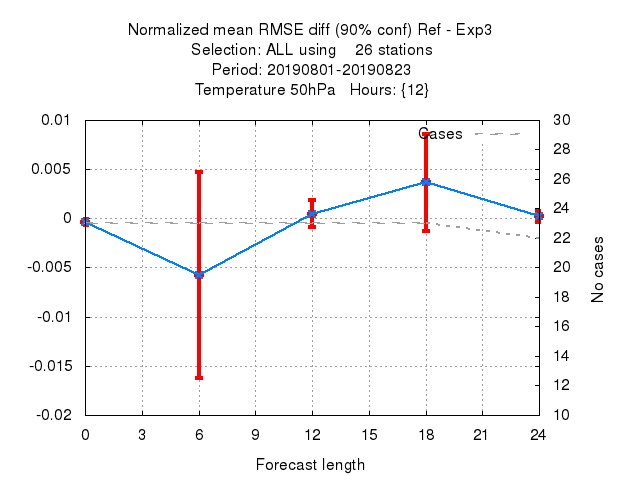 Normalized mean RMSE diff (90% conf) Ref - Exp3
Selection: ALL using    26 stations
Period: 20190801-20190823
Temperature 50hPa   Hours: {12}
Cases
0.01
0.005
0
-0.005
-0.01
-0.015
-0.02
30
28
26
24
22
20
18
16
14
12
10
No cases
0 3 6 9 12 15 18 21 24
Forecast length